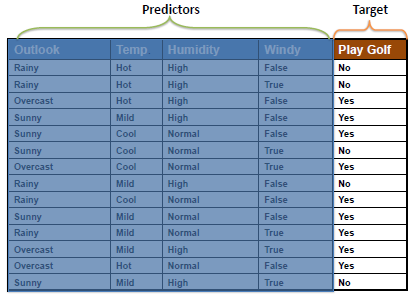 Predictors Target
Outlook Temp Humidity Windy Play Golf
Rainy Hot High False No
Rainy Hot High True No
Overcast Hot High False Yes
Sunny Mild High False Yes
Sunny Cool Normal False Yes
Sunny Cool Normal True No
Overcast Cool Normal True Yes
Rainy Mild High False No
Rainy Cool Normal False Yes
Sunny Mild Normal False Yes
Rainy Mild Normal True Yes
Overcast Mild High True Yes
Overcast Hot Normal False Yes
Sunny Mild High True No